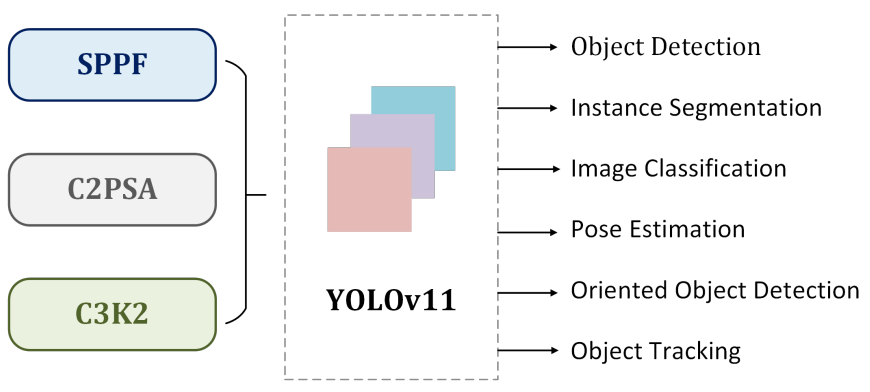 SPPF
C2PSA
C3K2
YOLOv11
Object Detection
Instance Segmentation
Image Classification
Pose Estimation
Oriented Object Detection
Object Tracking